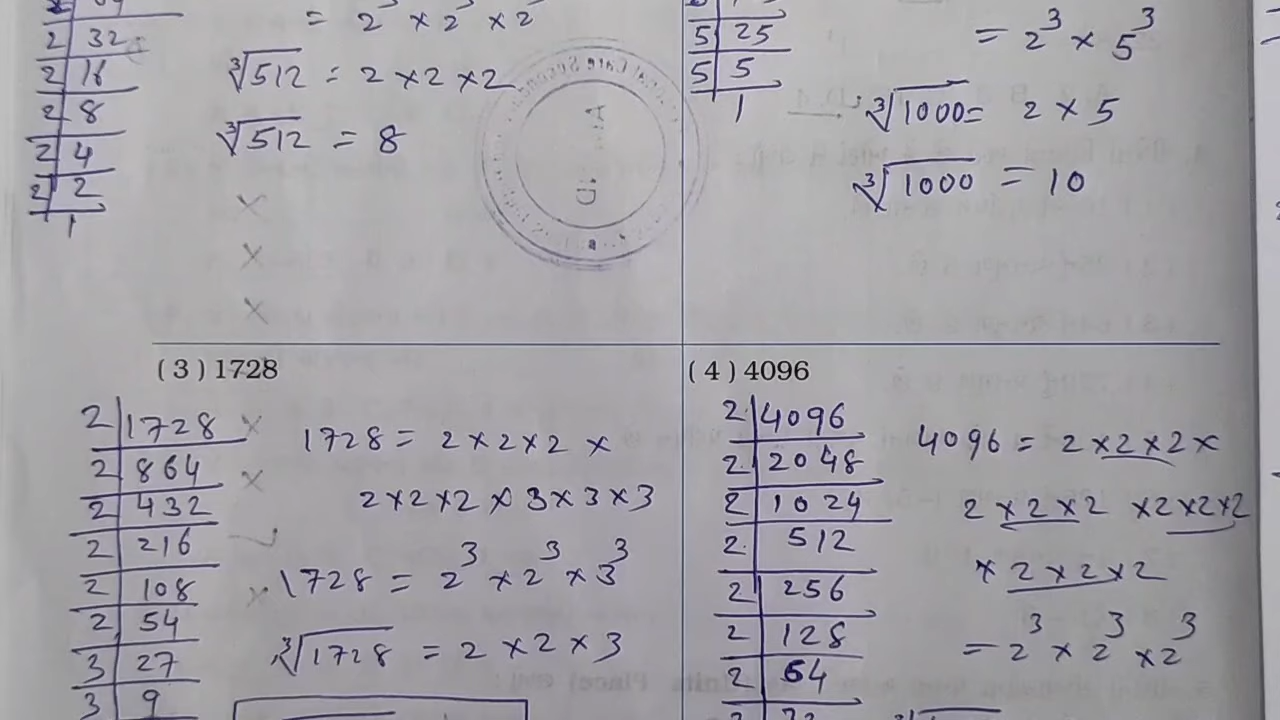 2 | 32
2 | 16
2 | 8
2 | 4
2 | 2
1
= 2³ × 2³ × 2³
∛512 = 2 × 2 × 2
∛512 = 8
5 | 25
5 | 5
1
= 2³ × 5³
∛1000 = 2 × 5
∛1000 = 10
( 3 ) 1728
2 | 1728
2 | 864
2 | 432
2 | 216
2 | 108
2 | 54
3 | 27
3 | 9
1728 = 2 × 2 × 2 ×
2 × 2 × 2 × 3 × 3 × 3
1728 = 2³ × 2³ × 3³
∛1728 = 2 × 2 × 3
( 4 ) 4096
2 | 4096
2 | 2048
2 | 1024
2 | 512
2 | 256
2 | 128
2 | 64
4096 = 2 × 2 × 2 ×
2 × 2 × 2 × 2 × 2 × 2
× 2 × 2 × 2
= 2³ × 2³ × 2³